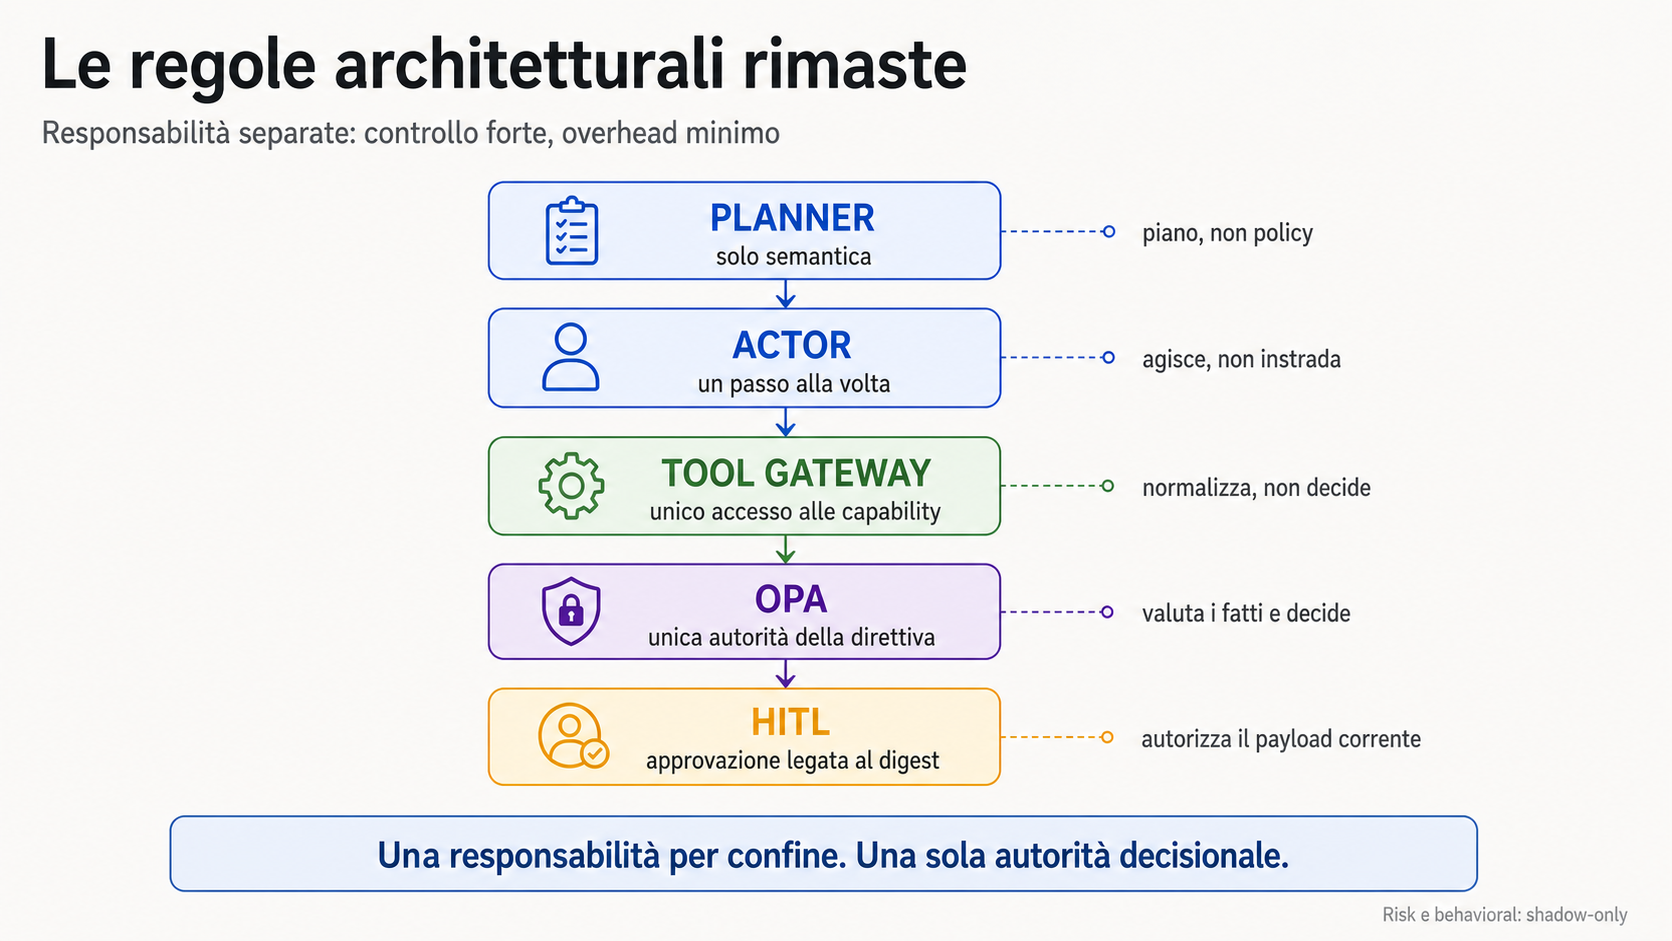 Le regole architetturali rimaste
Responsabilità separate: controllo forte, overhead minimo
PLANNER
solo semantica
piano, non policy
ACTOR
un passo alla volta
agisce, non instrada
TOOL GATEWAY
unico accesso alle capability
normalizza, non decide
OPA
unica autorità della direttiva
valuta i fatti e decide
HITL
approvazione legata al digest
autorizza il payload corrente
Una responsabilità per confine. Una sola autorità decisionale.
Risk e behavioral: shadow-only